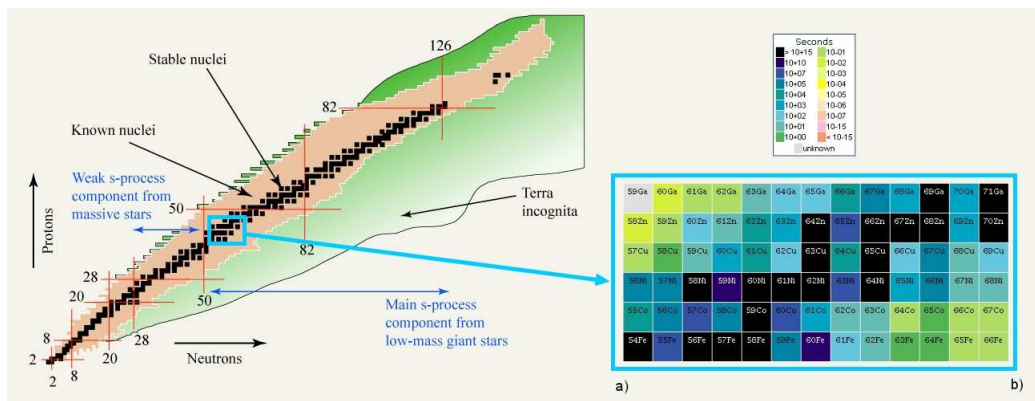 126
Stable nuclei
82
Known nuclei
Weak s-process
component from
massive stars
50
Terra
incognita
82
Protons
28
20
50
Main s-process
component from
low-mass giant stars
8
28
20
2
Neutrons
8
2
Seconds
> 10+15 10-01
10+10 10-02
10+07 10-03
10+05 10-04
10+04 10-05
10+03 10-06
10+02 10-07
10+01 10-15
10+00 < 10-15
unknown
59Ga 60Ga 61Ga 62Ga 63Ga 64Ga 65Ga 66Ga 67Ga 68Ga 69Ga 70Ga 71Ga
58Zn 59Zn 60Zn 61Zn 62Zn 63Zn 64Zn 65Zn 66Zn 67Zn 68Zn 69Zn 70Zn
57Cu 58Cu 59Cu 60Cu 61Cu 62Cu 63Cu 64Cu 65Cu 66Cu 67Cu 68Cu 69Cu
56Ni 57Ni 58Ni 59Ni 60Ni 61Ni 62Ni 63Ni 64Ni 65Ni 66Ni 67Ni 68Ni
55Co 56Co 57Co 58Co 59Co 60Co 61Co 62Co 63Co 64Co 65Co 66Co 67Co
54Fe 55Fe 56Fe 57Fe 58Fe 59Fe 60Fe 61Fe 62Fe 63Fe 64Fe 65Fe 66Fe
a) b)